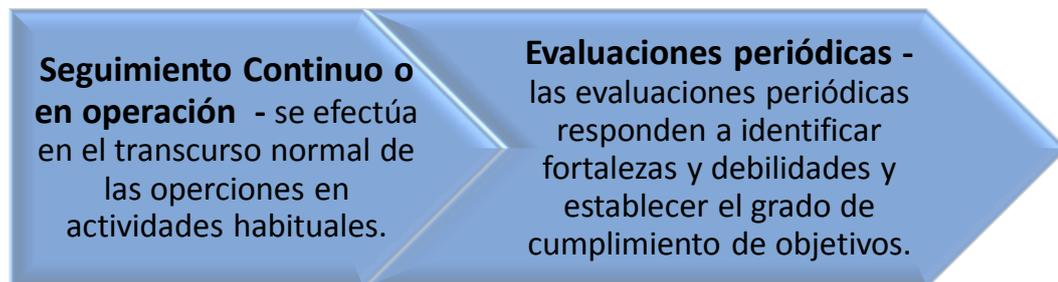 Seguimiento Continuo o
en operación - se efectúa
en el transcurso normal de
las operciones en
actividades habituales.
Evaluaciones periódicas -
las evaluaciones periódicas
responden a identificar
fortalezas y debilidades y
establecer el grado de
cumplimiento de objetivos.